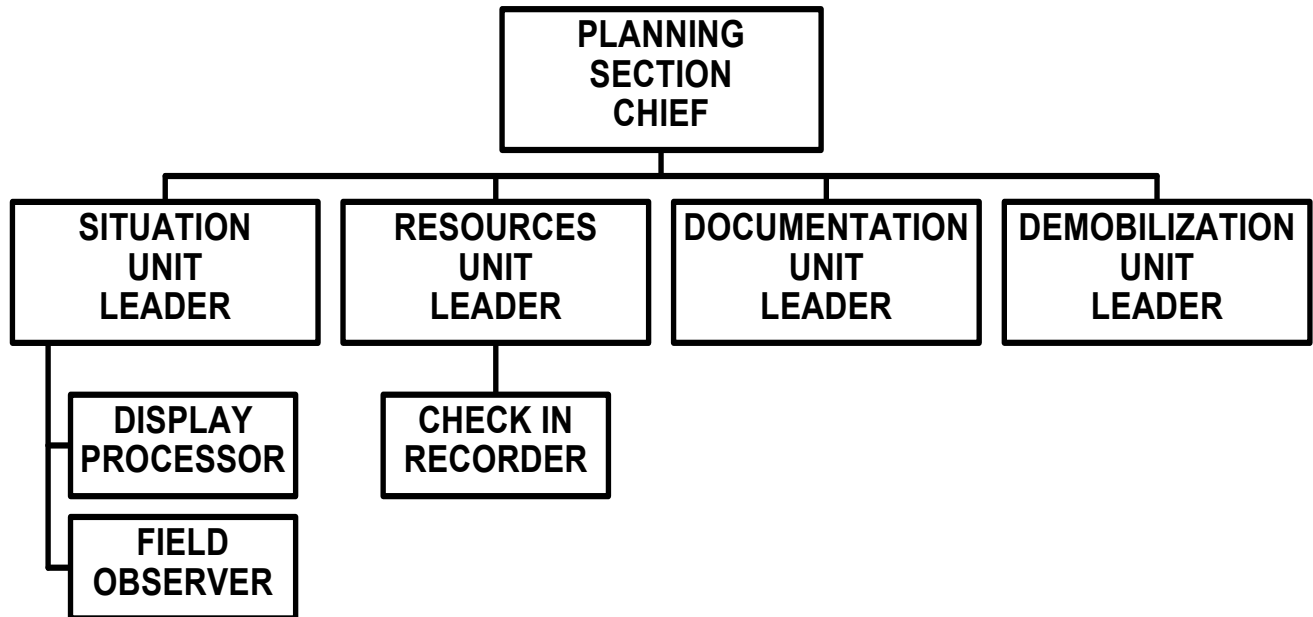 PLANNING
SECTION
CHIEF
SITUATION
UNIT
LEADER
RESOURCES
UNIT
LEADER
DOCUMENTATION
UNIT
LEADER
DEMOBILIZATION
UNIT
LEADER
DISPLAY
PROCESSOR
CHECK IN
RECORDER
FIELD
OBSERVER